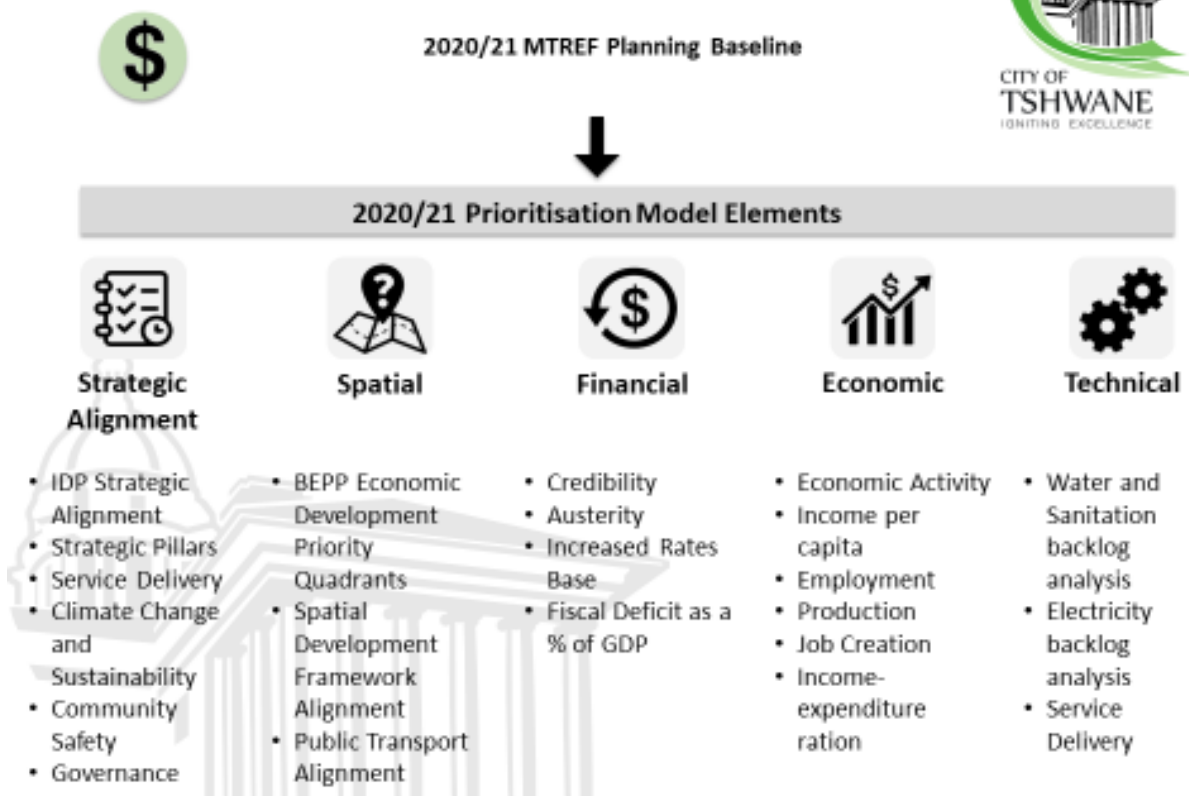 $
2020/21 MTREF Planning Baseline
CITY OF
TSHWANE
IGNITING EXCELLENCE
2020/21 Prioritisation Model Elements
?
$
$
Strategic
Alignment
Spatial
Financial
Economic
Technical
• IDP Strategic
Alignment
• Strategic Pillars
• Service Delivery
• Climate Change
and
Sustainability
• Community
Safety
• Governance
• BEPP Economic
Development
Priority
Quadrants
• Spatial
Development
Framework
Alignment
• Public Transport
Alignment
• Credibility
• Austerity
• Increased Rates
Base
• Fiscal Deficit as a
% of GDP
• Economic Activity
• Income per
capita
• Employment
• Production
• Job Creation
• Income-
expenditure
ration
• Water and
Sanitation
backlog
analysis
• Electricity
backlog
analysis
• Service
Delivery